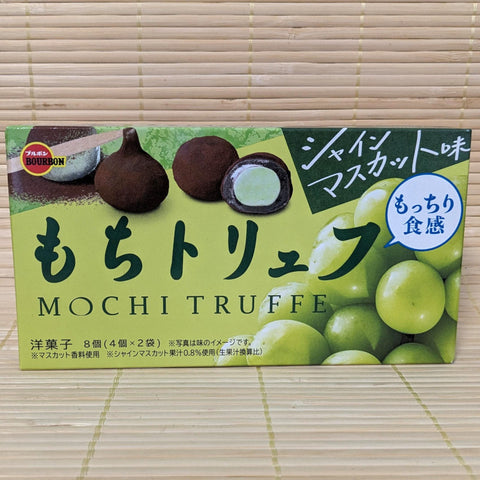 ブルボン
BOURBON
シャイン
マスカット味
もっちり
食感
もちトリュフ
MOCHI TRUFFE
洋菓子 8個(4個×2袋) ※写真は味のイメージです。
※マスカット香料使用 ※シャインマスカット果汁0.8%使用(生果汁換算比)